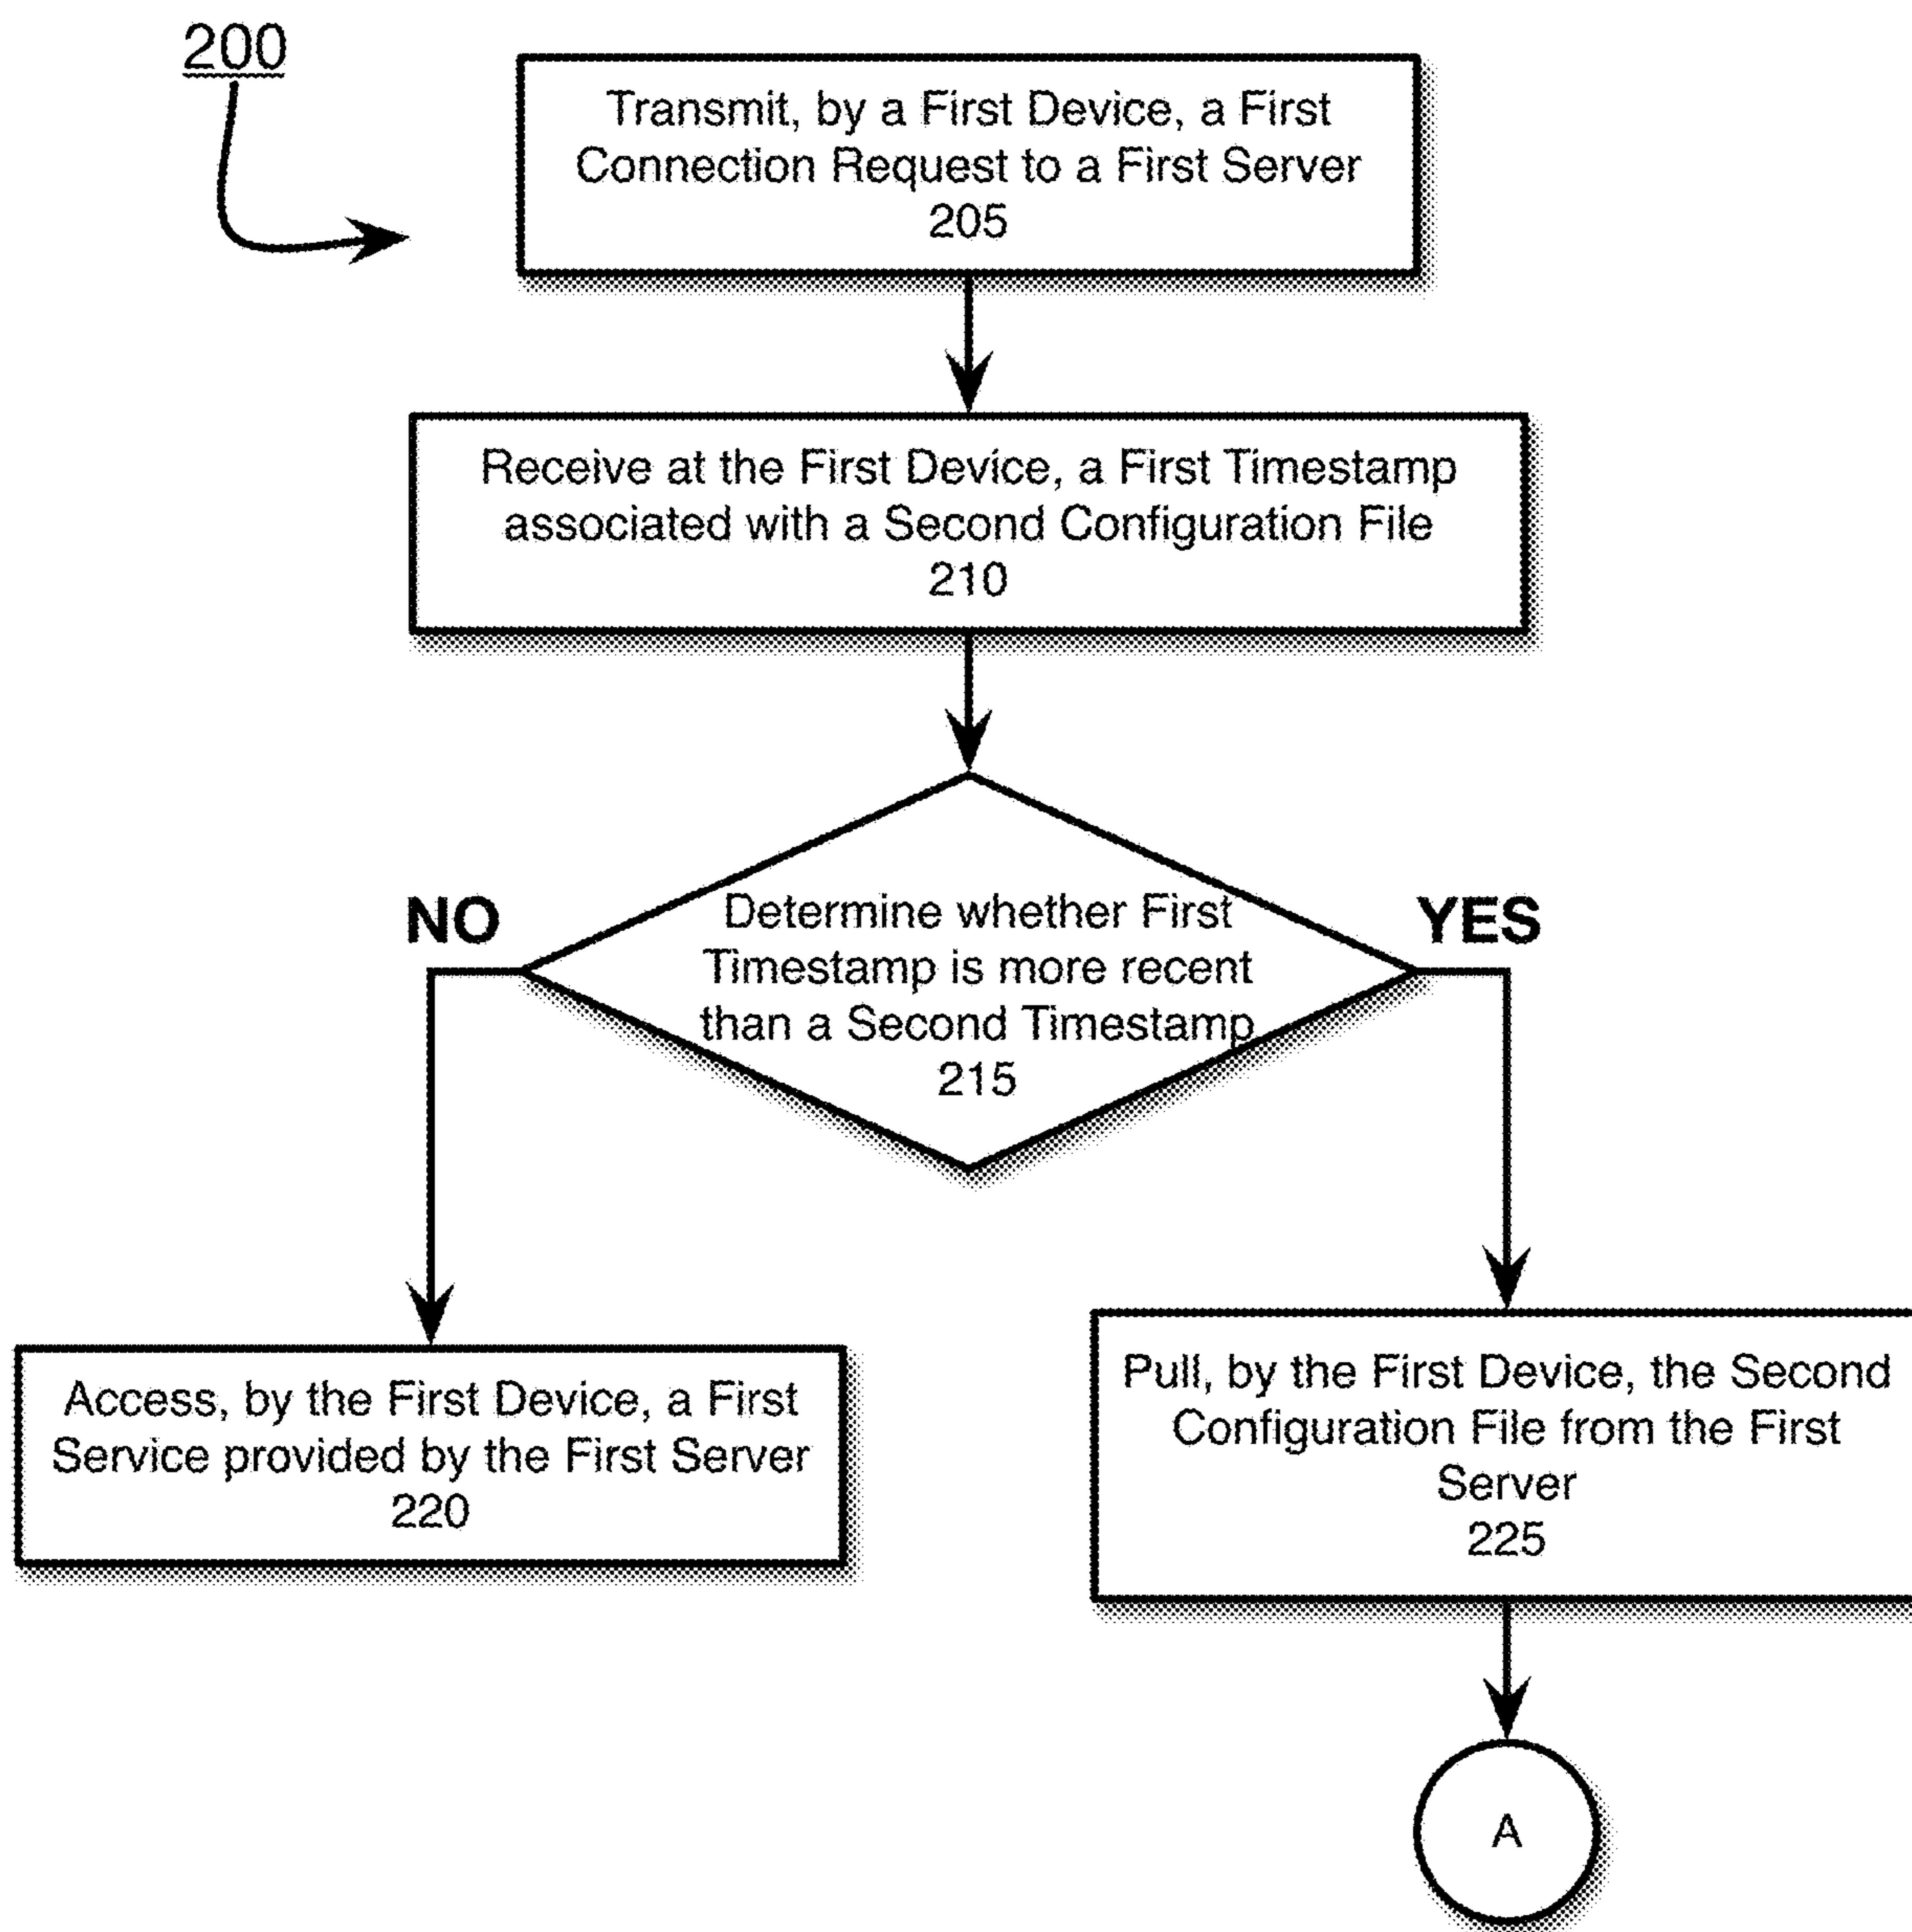 200
Transmit, by a First Device, a First
Connection Request to a First Server
205
Receive at the First Device, a First Timestamp
associated with a Second Configuration File
210
NO
YES
Determine whether First
Timestamp is more recent
than a Second Timestamp
215
Access, by the First Device, a First
Service provided by the First Server
220
Pull, by the First Device, the Second
Configuration File from the First
Server
225
A